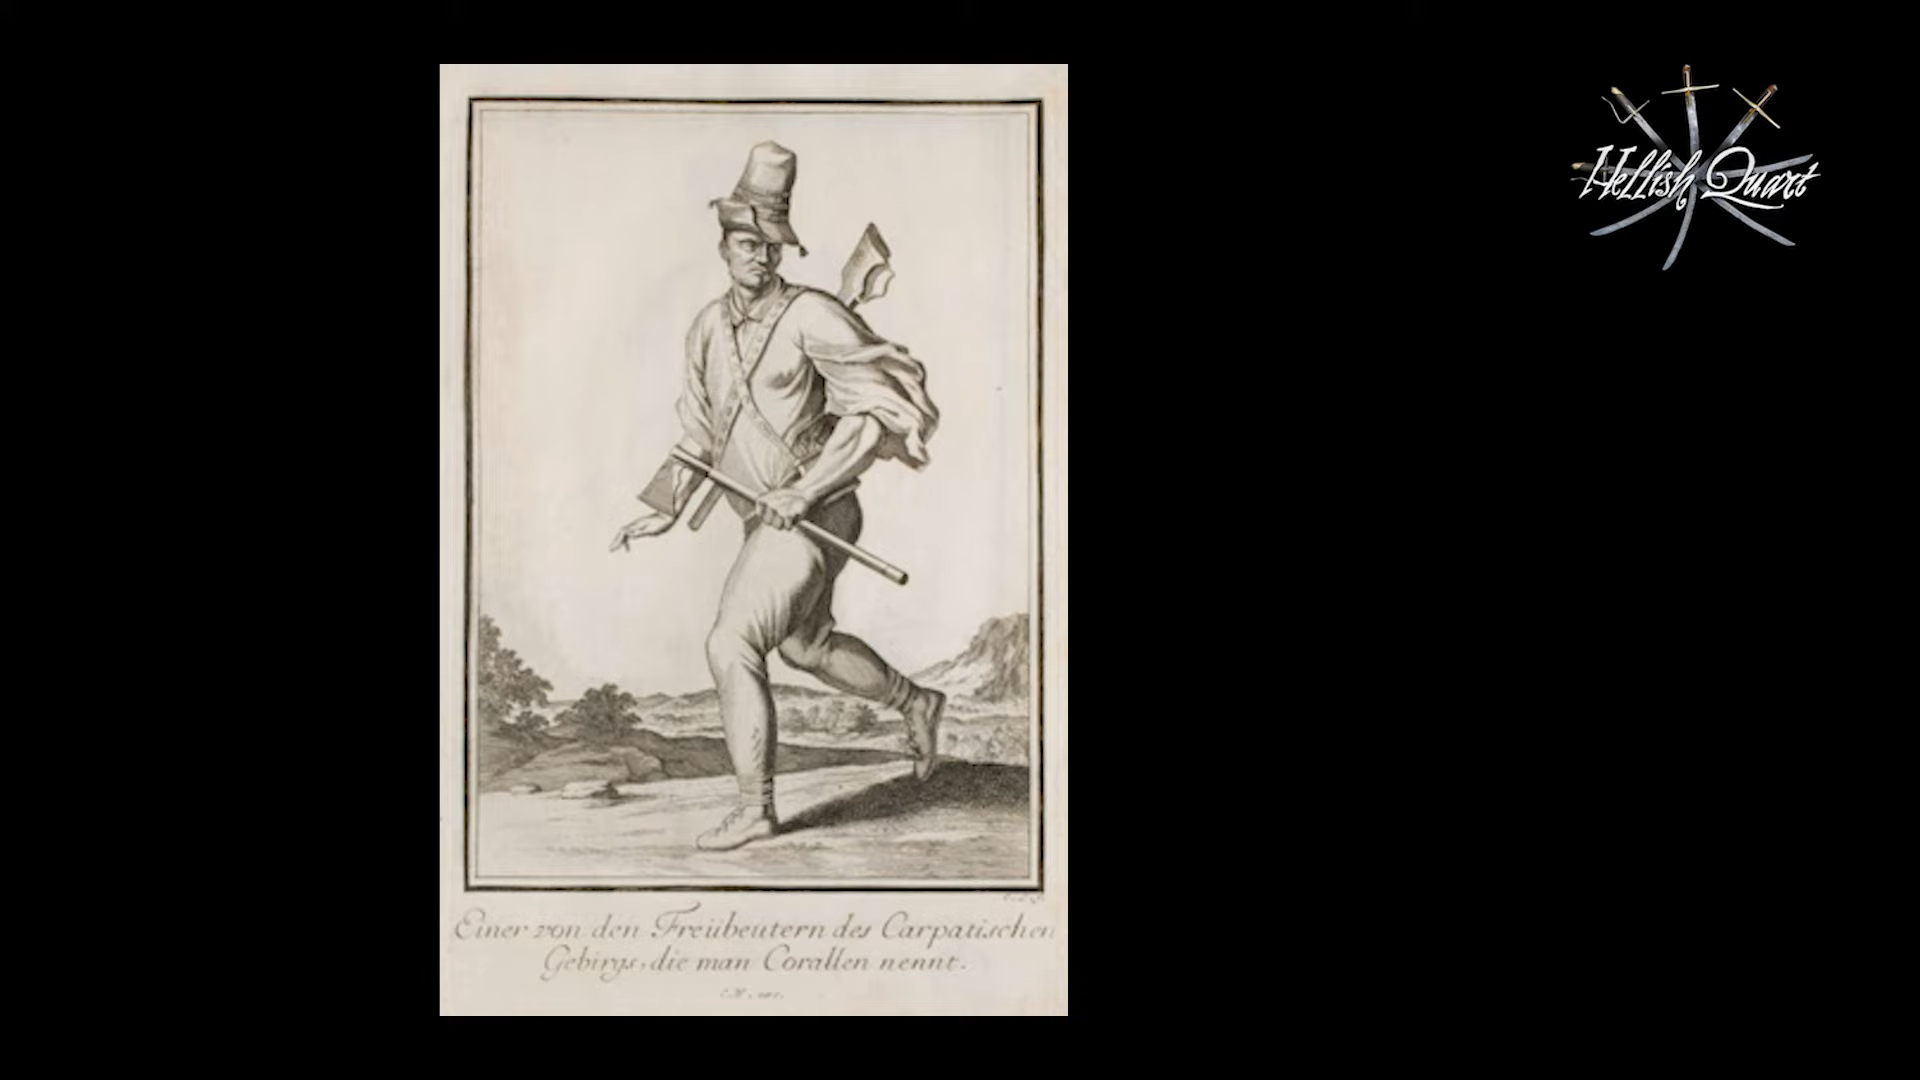 Hellish Quart
Einer von den Freübeutern des Carpatischen
Gebirgs, die man Corallen nennt.